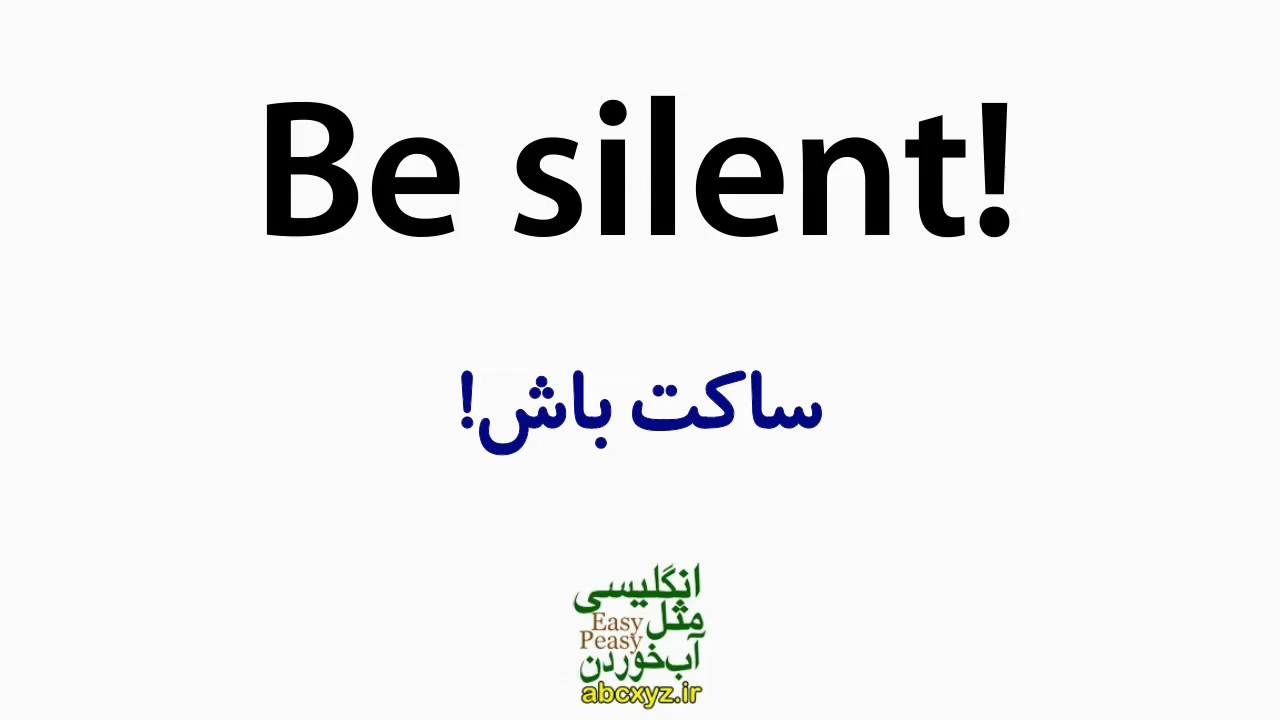 Be silent!
ساکت باش!
انگلیسی
مثل Easy
Peasy
آب‌خوردن
abcxyz.ir